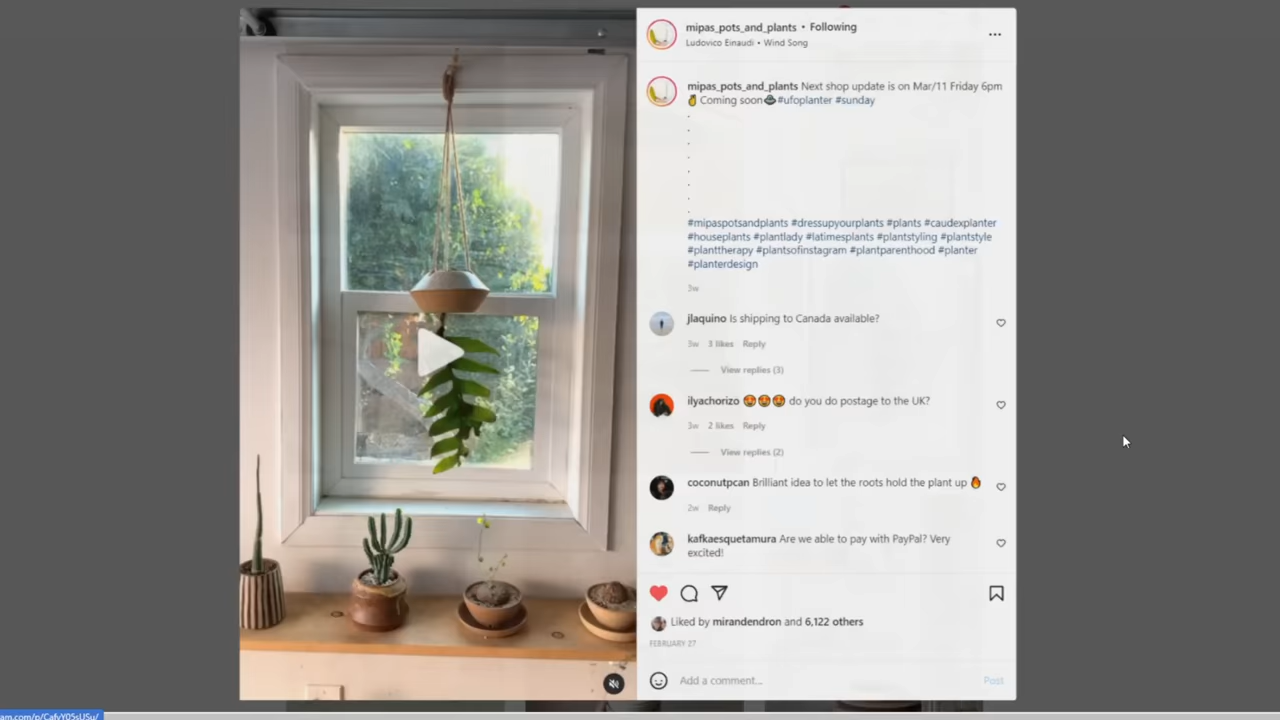 mipas_pots_and_plants • Following
Ludovico Einaudi • Wind Song
mipas_pots_and_plants Next shop update is on Mar/11 Friday 6pm
🍍Coming soon🛸#ufoplanter #sunday
.
.
.
.
.
.
.
.
#mipaspotsandplants #dressupyourplants #plants #caudexplanter
#houseplants #plantlady #latimesplants #plantstyling #plantstyle
#planttherapy #plantsofinstagram #plantparenthood #planter
#planterdesign
3w
jlaquino Is shipping to Canada available?
3w 3 likes Reply
View replies (3)
ilyachorizo 🤩🤩🤩 do you do postage to the UK?
3w 2 likes Reply
View replies (2)
coconutpcan Brilliant idea to let the roots hold the plant up 🔥
2w Reply
kafkaesquetamura Are we able to pay with PayPal? Very
excited!
Liked by mirandendron and 6,122 others
FEBRUARY 27
Add a comment... Post
am.com/p/CafyY05sUSu/